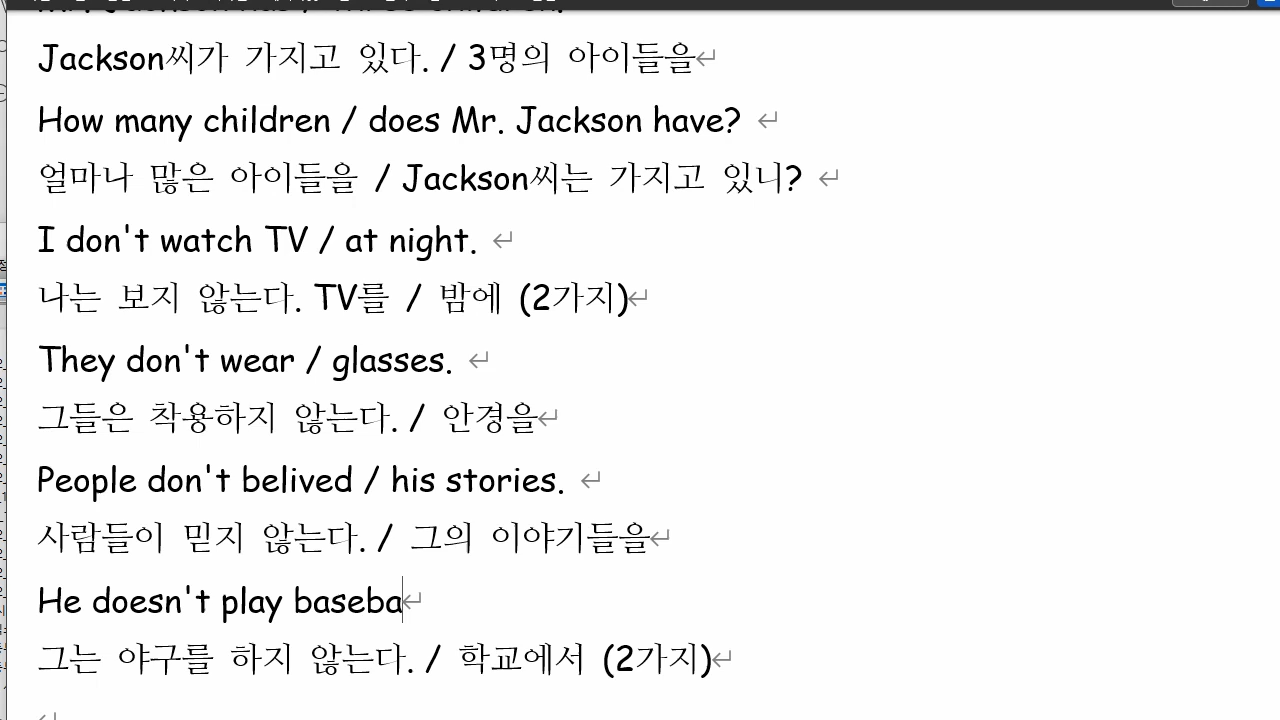 Mr. Jackson has / three children.
Jackson씨가 가지고 있다. / 3명의 아이들을
How many children / does Mr. Jackson have?
얼마나 많은 아이들을 / Jackson씨는 가지고 있니?
I don't watch TV / at night.
나는 보지 않는다. TV를 / 밤에 (2가지)
They don't wear / glasses.
그들은 착용하지 않는다. / 안경을
People don't belived / his stories.
사람들이 믿지 않는다. / 그의 이야기들을
He doesn't play baseba
그는 야구를 하지 않는다. / 학교에서 (2가지)